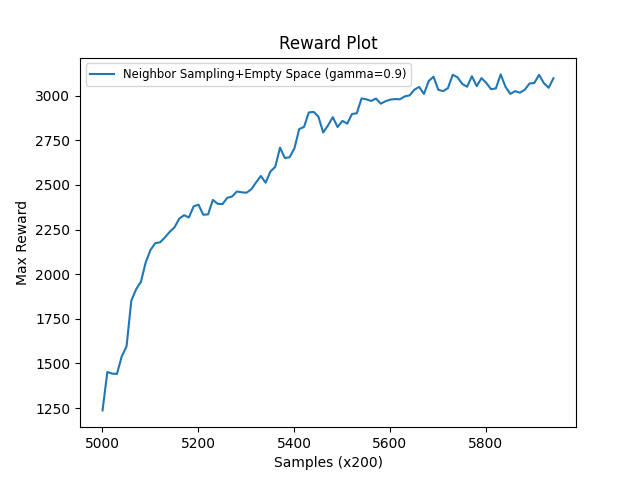 Reward Plot
Neighbor Sampling+Empty Space (gamma=0.9)
Max Reward
3000
2750
2500
2250
2000
1750
1500
1250
5000 5200 5400 5600 5800
Samples (x200)